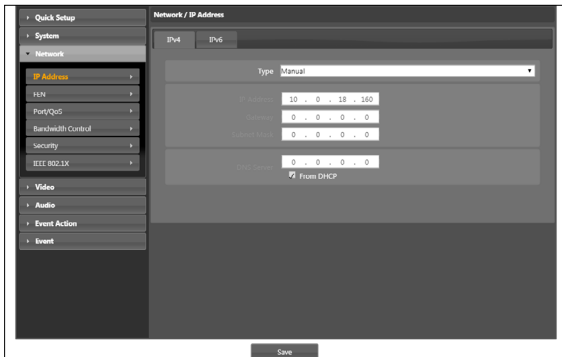 Quick Setup
System
Network
IP Address
FEN
Port/QoS
Bandwidth Control
Security
IEEE 802.1X
Video
Audio
Event Action
Event
Network / IP Address
IPv4 IPv6
Type Manual
IP Address 10 . 0 . 18 . 160
Gateway 0 . 0 . 0 . 0
Subnet Mask 0 . 0 . 0 . 0
DNS Server 0 . 0 . 0 . 0
From DHCP
Save